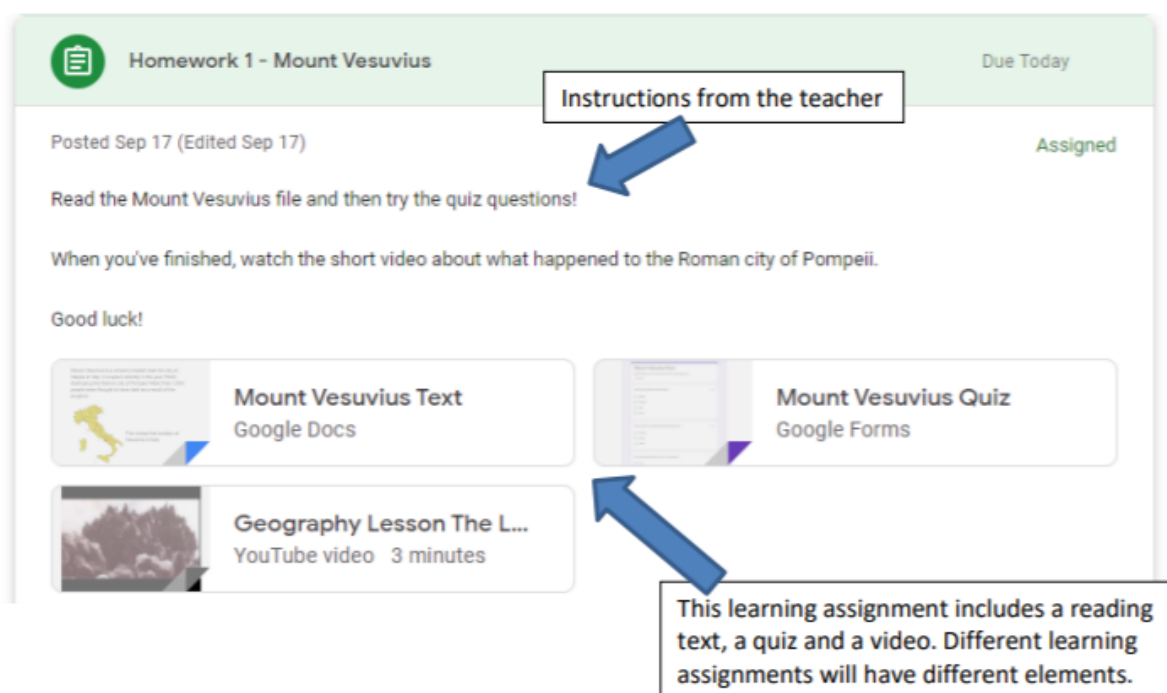 Homework 1 - Mount Vesuvius
Due Today
Instructions from the teacher
Posted Sep 17 (Edited Sep 17)
Assigned
Read the Mount Vesuvius file and then try the quiz questions!
When you've finished, watch the short video about what happened to the Roman city of Pompeii.
Good luck!
Mount Vesuvius Text
Google Docs
Mount Vesuvius Quiz
Google Forms
Geography Lesson The L...
YouTube video 3 minutes
This learning assignment includes a reading
text, a quiz and a video. Different learning
assignments will have different elements.